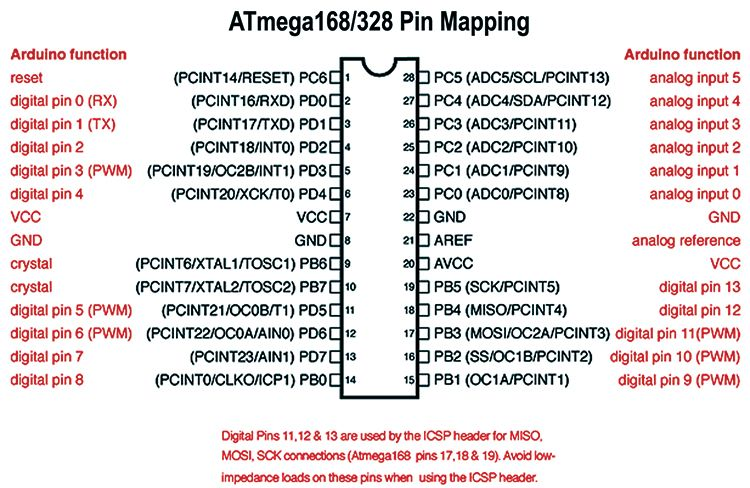 ATmega168/328 Pin Mapping
Arduino function Arduino function
reset (PCINT14/RESET) PC6 1 28 PC5 (ADC5/SCL/PCINT13) analog input 5
digital pin 0 (RX) (PCINT16/RXD) PD0 2 27 PC4 (ADC4/SDA/PCINT12) analog input 4
digital pin 1 (TX) (PCINT17/TXD) PD1 3 26 PC3 (ADC3/PCINT11) analog input 3
digital pin 2 (PCINT18/INT0) PD2 4 25 PC2 (ADC2/PCINT10) analog input 2
digital pin 3 (PWM) (PCINT19/OC2B/INT1) PD3 5 24 PC1 (ADC1/PCINT9) analog input 1
digital pin 4 (PCINT20/XCK/T0) PD4 6 23 PC0 (ADC0/PCINT8) analog input 0
VCC VCC 7 22 GND GND
GND GND 8 21 AREF analog reference
crystal (PCINT6/XTAL1/TOSC1) PB6 9 20 AVCC VCC
crystal (PCINT7/XTAL2/TOSC2) PB7 10 19 PB5 (SCK/PCINT5) digital pin 13
digital pin 5 (PWM) (PCINT21/OC0B/T1) PD5 11 18 PB4 (MISO/PCINT4) digital pin 12
digital pin 6 (PWM) (PCINT22/OC0A/AIN0) PD6 12 17 PB3 (MOSI/OC2A/PCINT3) digital pin 11(PWM)
digital pin 7 (PCINT23/AIN1) PD7 13 16 PB2 (SS/OC1B/PCINT2) digital pin 10 (PWM)
digital pin 8 (PCINT0/CLKO/ICP1) PB0 14 15 PB1 (OC1A/PCINT1) digital pin 9 (PWM)
Digital Pins 11,12 & 13 are used by the ICSP header for MISO,
MOSI, SCK connections (Atmega168 pins 17,18 & 19). Avoid low-
impedance loads on these pins when using the ICSP header.